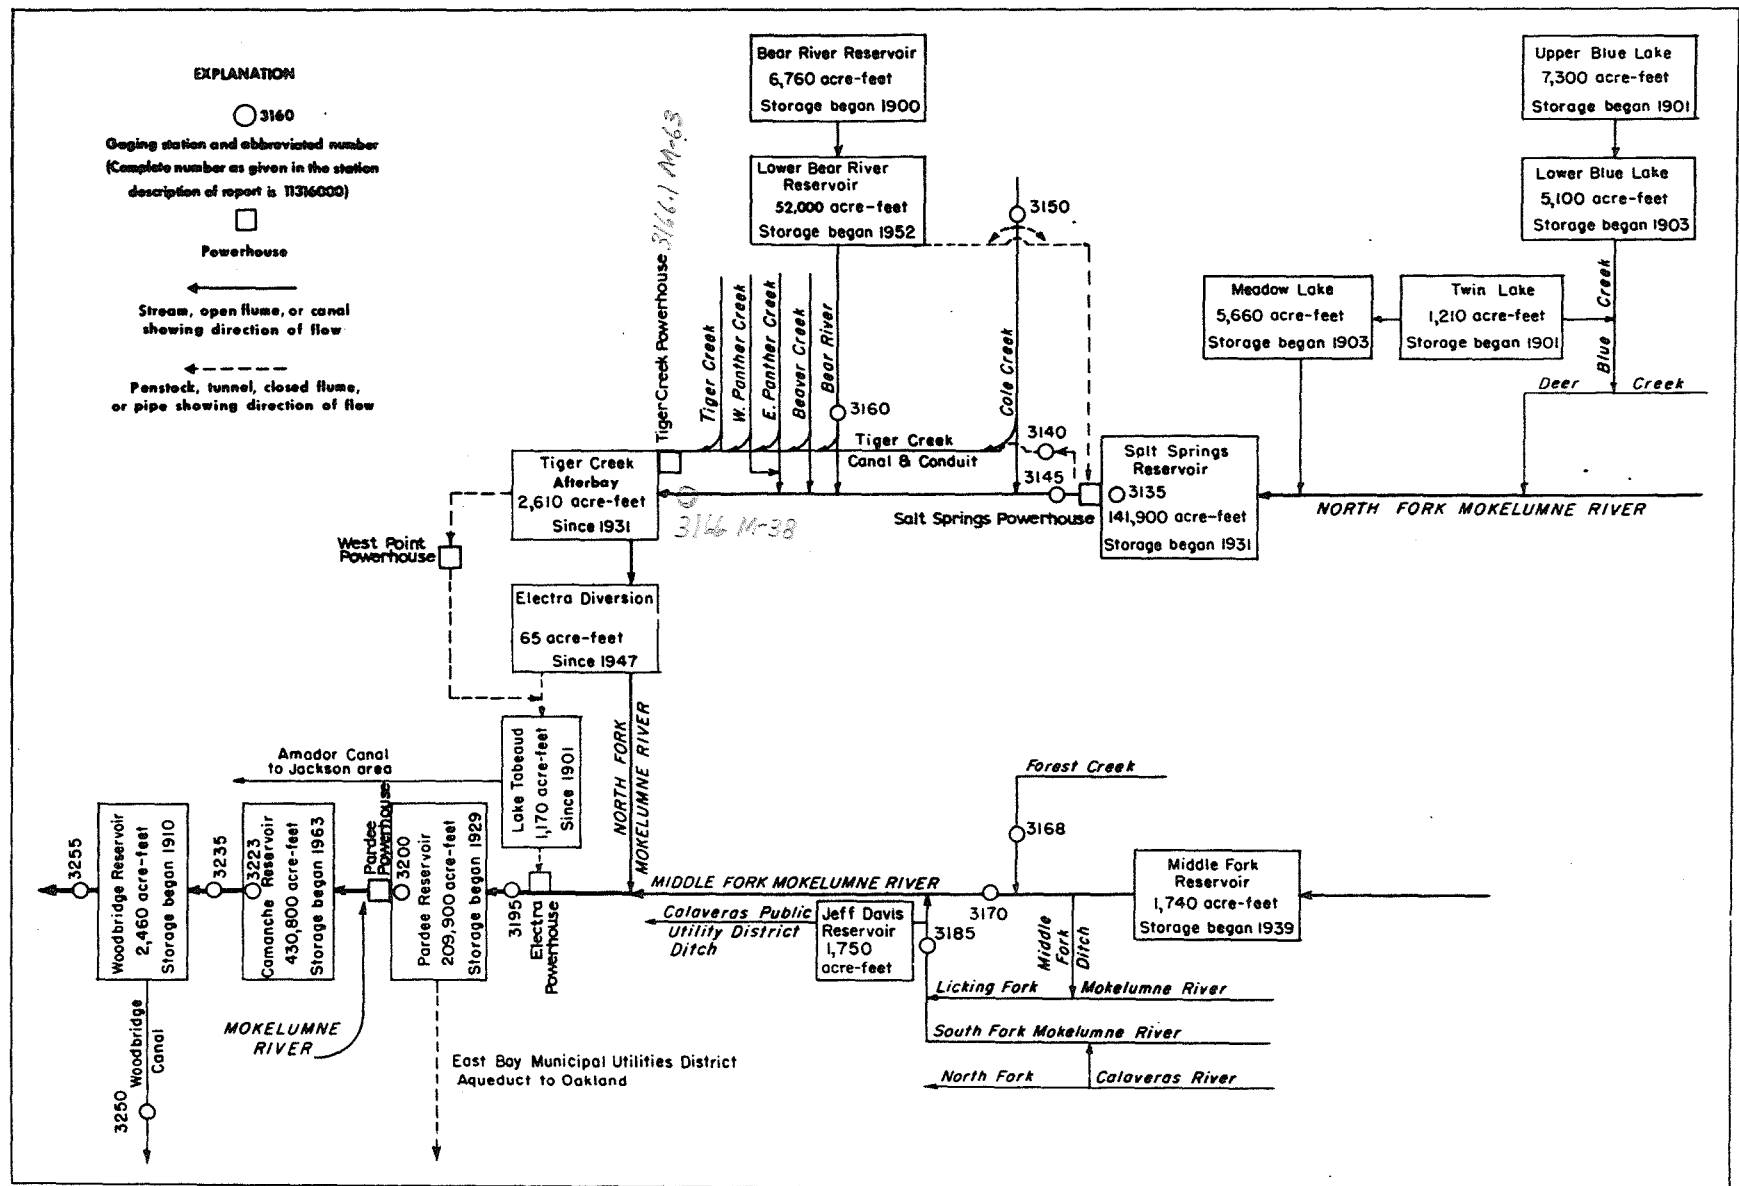 EXPLANATION
3160
Gaging station and abbreviated number
(Complete number as given in the station
description of report is 11316000)
Powerhouse
Stream, open flume, or canal
showing direction of flow
Penstock, tunnel, closed flume,
or pipe showing direction of flow
Bear River Reservoir
6,760 acre-feet
Storage began 1900
Lower Bear River
Reservoir
52,000 acre-feet
Storage began 1952
Upper Blue Lake
7,300 acre-feet
Storage began 1901
Lower Blue Lake
5,100 acre-feet
Storage began 1903
Blue Creek
Meadow Lake
5,660 acre-feet
Storage began 1903
Twin Lake
1,210 acre-feet
Storage began 1901
Deer Creek
3150
Tiger Creek Powerhouse 3166.1 M-63
Tiger Creek
W. Panther Creek
E. Panther Creek
Beaver Creek
Bear River
Cole Creek
3160
Tiger Creek
Canal & Conduit
3140
3145
Salt Springs Powerhouse
Salt Springs
Reservoir
3135
141,900 acre-feet
Storage began 1931
NORTH FORK MOKELUMNE RIVER
Tiger Creek
Afterbay
2,610 acre-feet
Since 1931
3166 M-38
West Point
Powerhouse
Electra Diversion
65 acre-feet
Since 1947
NORTH FORK
MOKELUMNE RIVER
Lake Tabeaud
1,170 acre-feet
Since 1901
Amador Canal
to Jackson area
Forest Creek
3168
Middle Fork
Reservoir
1,740 acre-feet
Storage began 1939
MIDDLE FORK MOKELUMNE RIVER
3170
Calaveras Public
Utility District
Ditch
Jeff Davis
Reservoir
1,750
acre-feet
3185
Middle
Fork
Ditch
Licking Fork Mokelumne River
South Fork Mokelumne River
North Fork Calaveras River
3255
Woodbridge Reservoir
2,460 acre-feet
Storage began 1910
3235
3223
Camanche Reservoir
430,800 acre-feet
Storage began 1963
Pardee
Powerhouse
3200
Pardee Reservoir
209,900 acre-feet
Storage began 1929
3195
Electra
Powerhouse
MOKELUMNE
RIVER
Woodbridge
Canal
3250
East Bay Municipal Utilities District
Aqueduct to Oakland